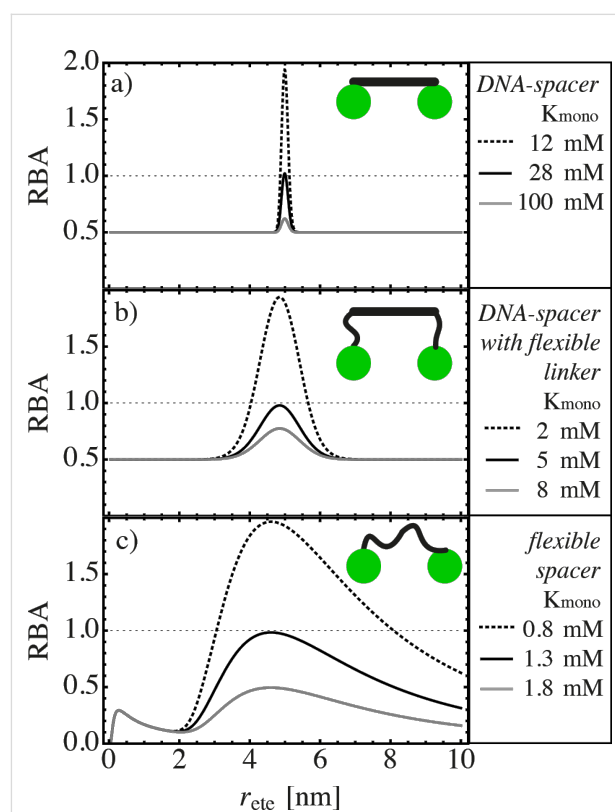 a)
RBA
2.0
1.5
1.0
0.5
DNA-spacer
Kmono
12 mM
28 mM
100 mM
b)
RBA
1.5
1.0
0.5
DNA-spacer
with flexible
linker
Kmono
2 mM
5 mM
8 mM
c)
RBA
1.5
1.0
0.5
0.0
flexible
spacer
Kmono
0.8 mM
1.3 mM
1.8 mM
0 2 4 6 8 10
rete [nm]